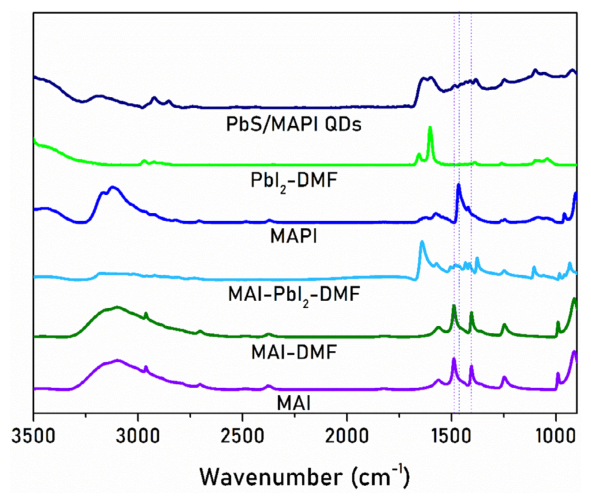 PbS/MAPI QDs
PbI₂-DMF
MAPI
MAI-PbI₂-DMF
MAI-DMF
MAI
3500 3000 2500 2000 1500 1000
Wavenumber (cm⁻¹)